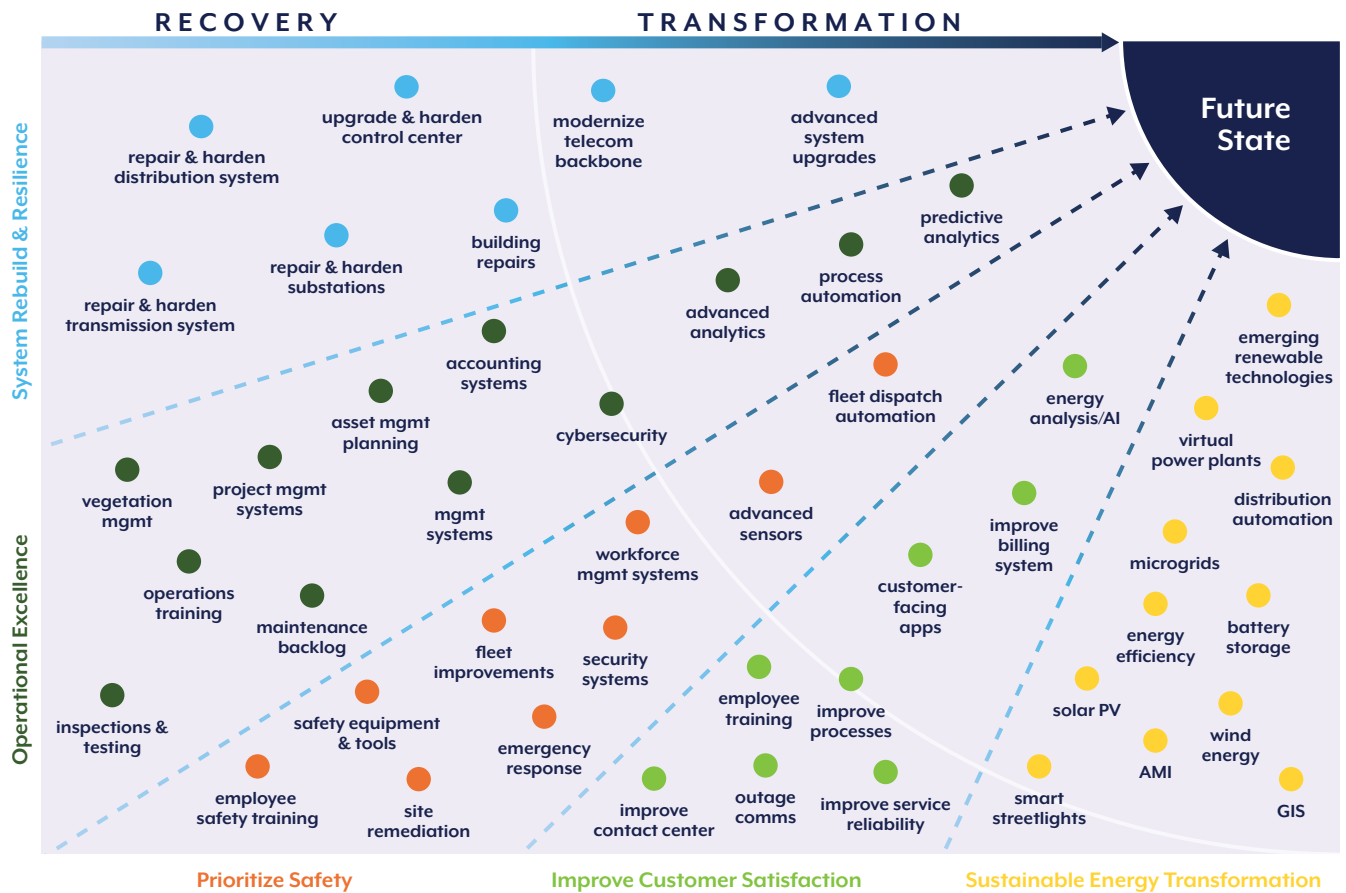 RECOVERY
TRANSFORMATION
Future
State
System Rebuild & Resilience
upgrade & harden
control center
repair & harden
distribution system
modernize
telecom
backbone
advanced
system
upgrades
building
repairs
repair & harden
substations
repair & harden
transmission system
predictive
analytics
process
automation
advanced
analytics
accounting
systems
asset mgmt
planning
cybersecurity
Operational Excellence
vegetation
mgmt
project mgmt
systems
mgmt
systems
operations
training
maintenance
backlog
inspections &
testing
fleet dispatch
automation
advanced
sensors
workforce
mgmt systems
fleet
improvements
security
systems
safety equipment
& tools
emergency
response
employee
safety training
site
remediation
energy
analysis/AI
improve
billing
system
customer-
facing
apps
employee
training
improve
processes
improve
contact center
outage
comms
improve service
reliability
emerging
renewable
technologies
virtual
power plants
distribution
automation
microgrids
energy
efficiency
battery
storage
solar PV
wind
energy
AMI
smart
streetlights
GIS
Prioritize Safety
Improve Customer Satisfaction
Sustainable Energy Transformation